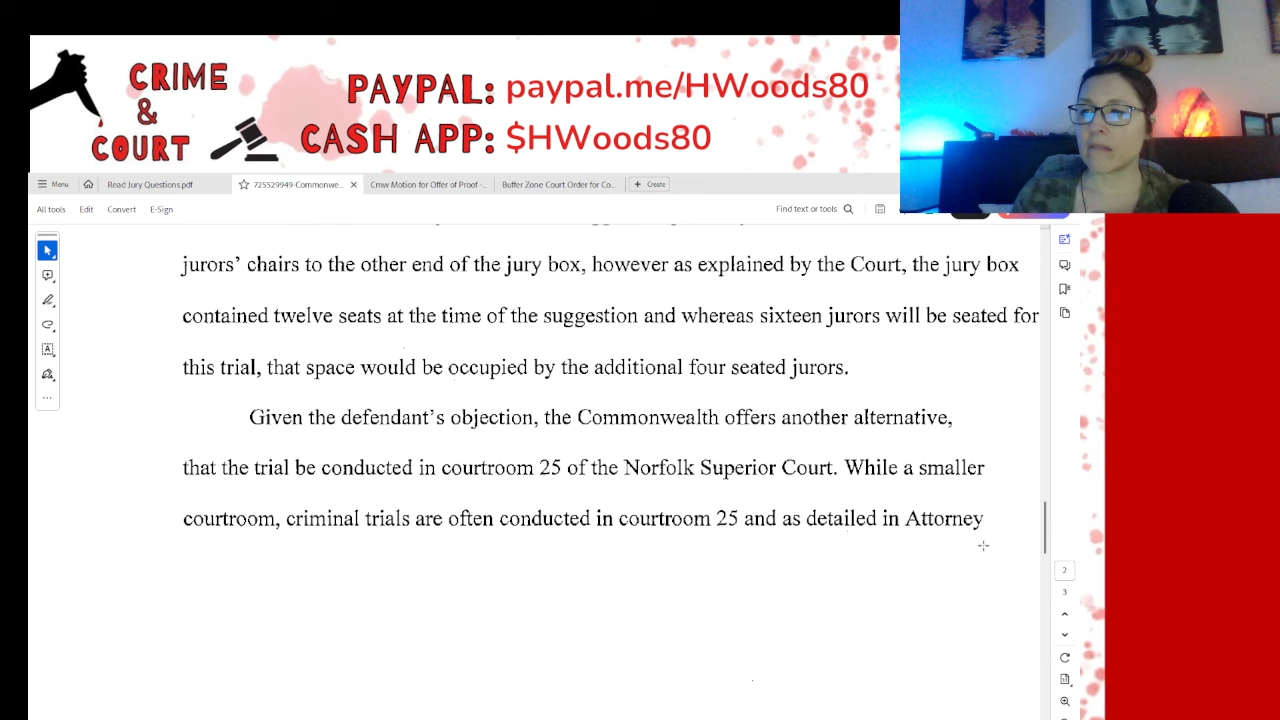 CRIME
&
COURT
PAYPAL: paypal.me/HWoods80
CASH APP: $HWoods80
Menu
Read Jury Questions.pdf
725529949-Commonwe...
Cmw Motion for Offer of Proof -...
Buffer Zone Court Order for Co...
Create
All tools Edit Convert E-Sign
Find text or tools
jurors' chairs to the other end of the jury box, however as explained by the Court, the jury box
contained twelve seats at the time of the suggestion and whereas sixteen jurors will be seated for
this trial, that space would be occupied by the additional four seated jurors.
Given the defendant's objection, the Commonwealth offers another alternative,
that the trial be conducted in courtroom 25 of the Norfolk Superior Court. While a smaller
courtroom, criminal trials are often conducted in courtroom 25 and as detailed in Attorney
2
3